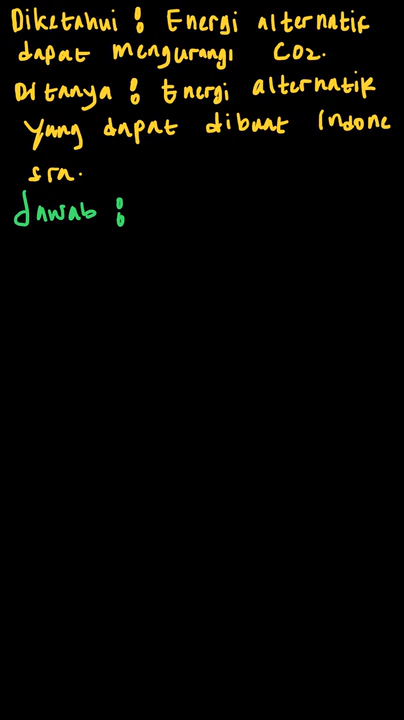 Diketahui : Energi alternatif
dapat mengurangi CO2.
Ditanya : Energi alternatif
yang dapat dibuat Indone
sia.
Jawab :